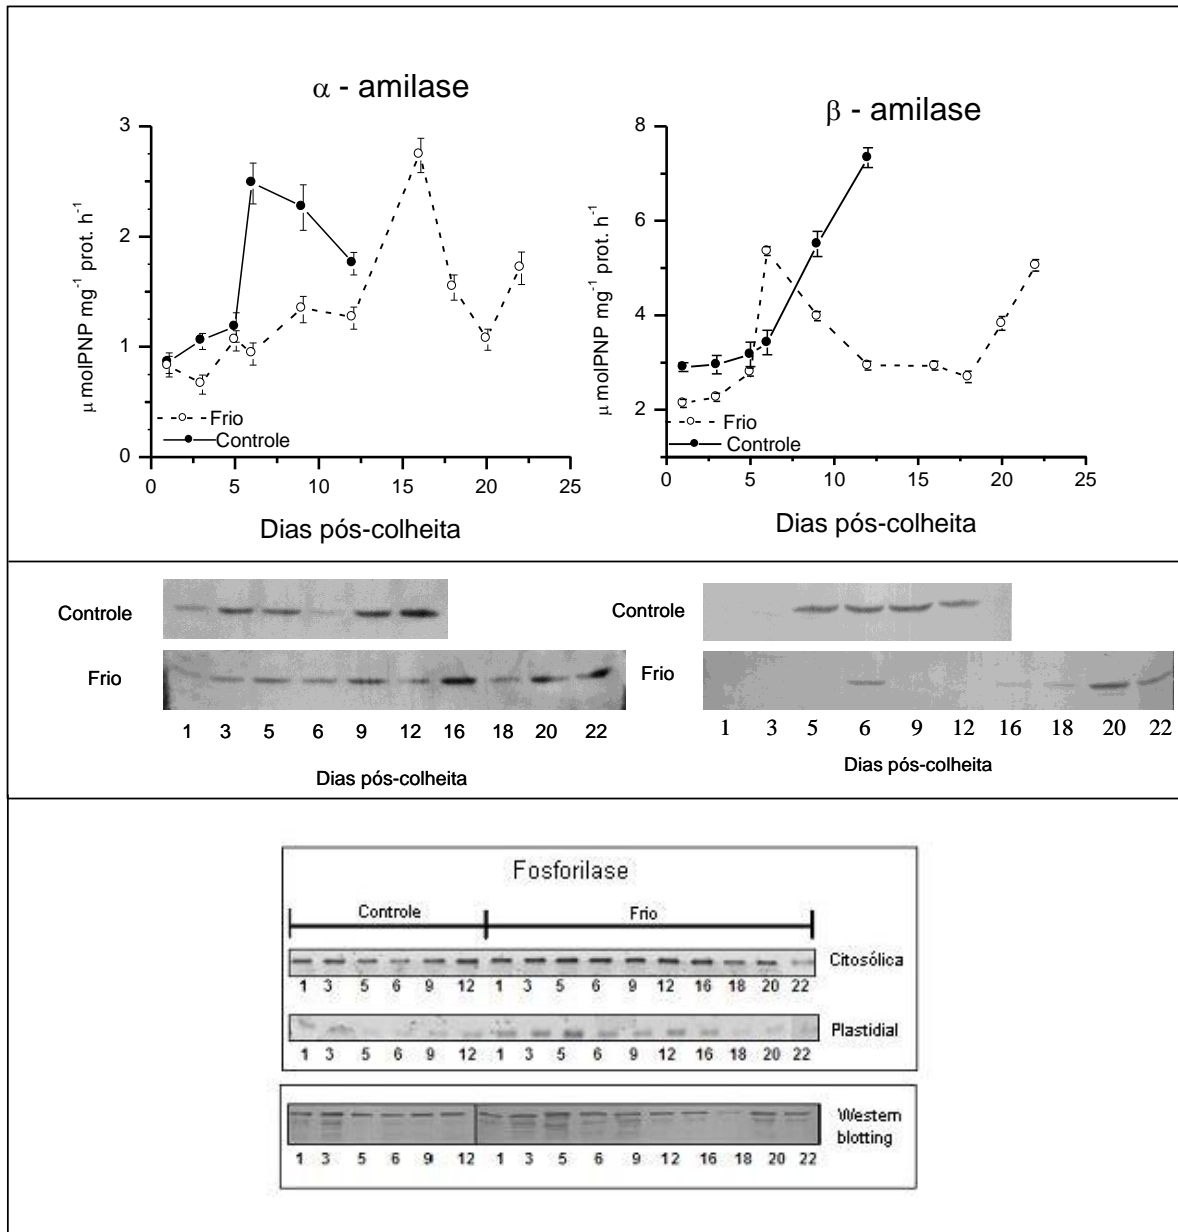 α - amilase
3
2
1
0
μ molPNP mg-1 prot. h-1
Frio
Controle
0 5 10 15 20 25
Dias pós-colheita
β - amilase
8
6
4
2
μ molPNP mg-1 prot. h-1
Frio
Controle
0 5 10 15 20 25
Dias pós-colheita
Controle
Frio
1 3 5 6 9 12 16 18 20 22
Dias pós-colheita
Controle
Frio
1 3 5 6 9 12 16 18 20 22
Dias pós-colheita
Fosforilase
Controle Frio
Citosólica
1 3 5 6 9 12 1 3 5 6 9 12 16 18 20 22
Plastidial
1 3 5 6 9 12 1 3 5 6 9 12 16 18 20 22
Western
blotting
1 3 5 6 9 12 1 3 5 6 9 12 16 18 20 22